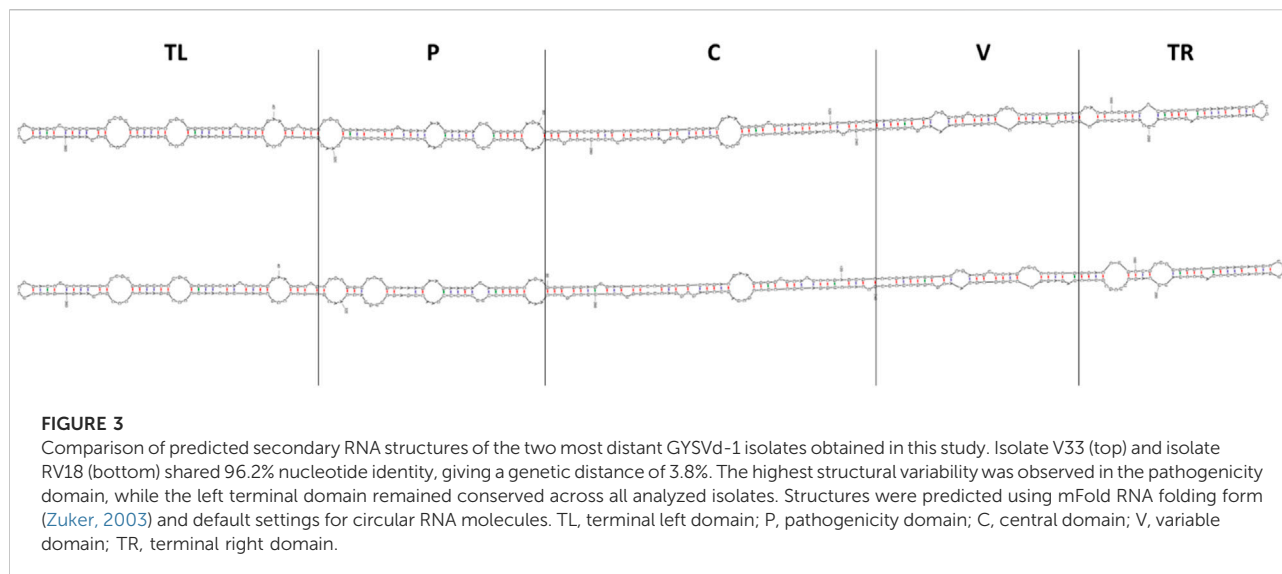 TL P C V TR
FIGURE 3
Comparison of predicted secondary RNA structures of the two most distant GYSVd-1 isolates obtained in this study. Isolate V33 (top) and isolate
RV18 (bottom) shared 96.2% nucleotide identity, giving a genetic distance of 3.8%. The highest structural variability was observed in the pathogenicity
domain, while the left terminal domain remained conserved across all analyzed isolates. Structures were predicted using mFold RNA folding form
(Zuker, 2003) and default settings for circular RNA molecules. TL, terminal left domain; P, pathogenicity domain; C, central domain; V, variable
domain; TR, terminal right domain.